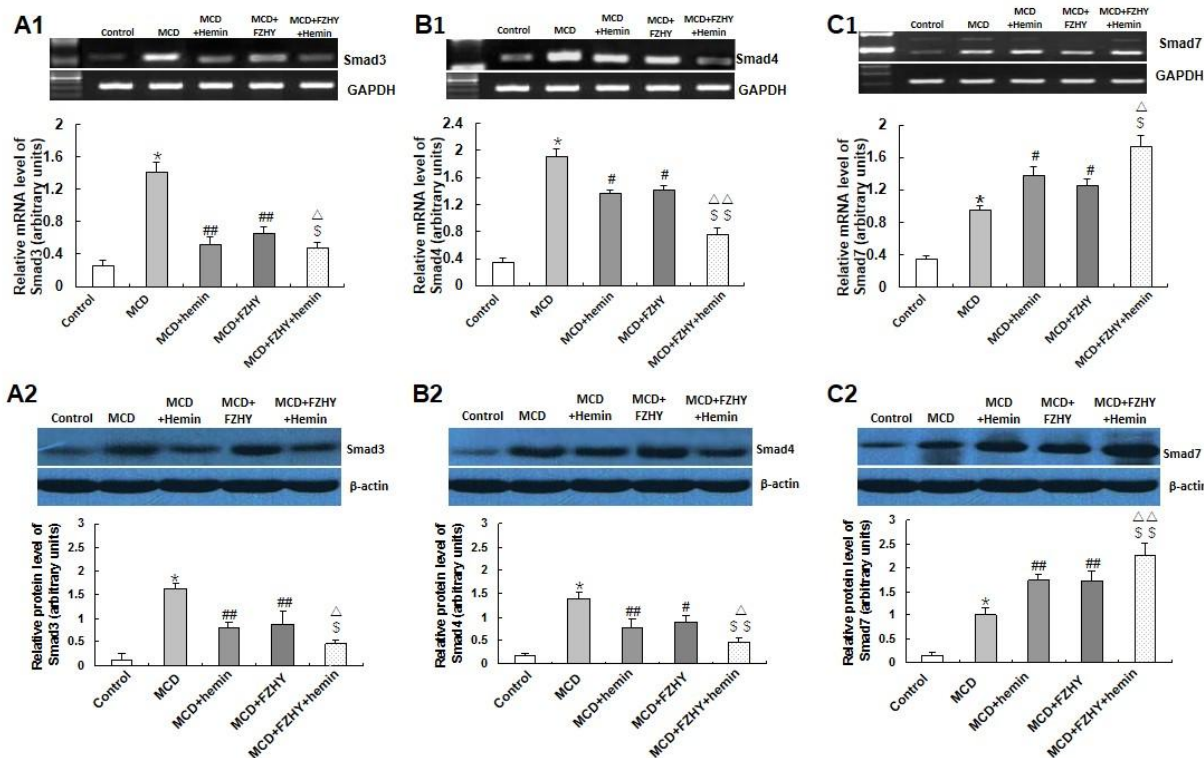 A1
Control MCD MCD +Hemin MCD+ FZHY MCD+FZHY +Hemin
Smad3
GAPDH
Relative mRNA level of
Smad3 (arbitrary units)
2
1.6
1.2
0.8
0.4
0
*
##
##
△
$
Control MCD MCD+hemin MCD+FZHY MCD+FZHY+hemin
B1
Control MCD MCD +Hemin MCD+ FZHY MCD+FZHY +Hemin
Smad4
GAPDH
Relative mRNA level of
Smad4 (arbitrary units)
2.4
2
1.6
1.2
0.8
0.4
0
*
#
#
△△
$ $
Control MCD MCD+hemin MCD+FZHY MCD+FZHY+hemin
C1
Control MCD MCD +Hemin MCD+ FZHY MCD+FZHY +Hemin
Smad7
GAPDH
Relative mRNA level of
Smad7 (arbitrary units)
2
1.6
1.2
0.8
0.4
0
*
#
#
△
$
Control MCD MCD+hemin MCD+FZHY MCD+FZHY+hemin
A2
Control MCD MCD +Hemin MCD+ FZHY MCD+FZHY +Hemin
Smad3
β-actin
Relative protein level of
Smad3 (arbitrary units)
3
2.5
2
1.5
1
0.5
0
*
##
##
△
$
Control MCD MCD+hemin MCD+FZHY MCD+FZHY+hemin
B2
Control MCD MCD +Hemin MCD+ FZHY MCD+FZHY +Hemin
Smad4
β-actin
Relative protein level of
Smad4 (arbitrary units)
3
2.5
2
1.5
1
0.5
0
*
##
#
△
$ $
Control MCD MCD+hemin MCD+FZHY MCD+FZHY+hemin
C2
Control MCD MCD +Hemin MCD+ FZHY MCD+FZHY +Hemin
Smad7
β-actin
Relative protein level of
Smad7 (arbitrary units)
3
2.5
2
1.5
1
0.5
0
*
##
##
△△
$ $
Control MCD MCD+hemin MCD+FZHY MCD+FZHY+hemin